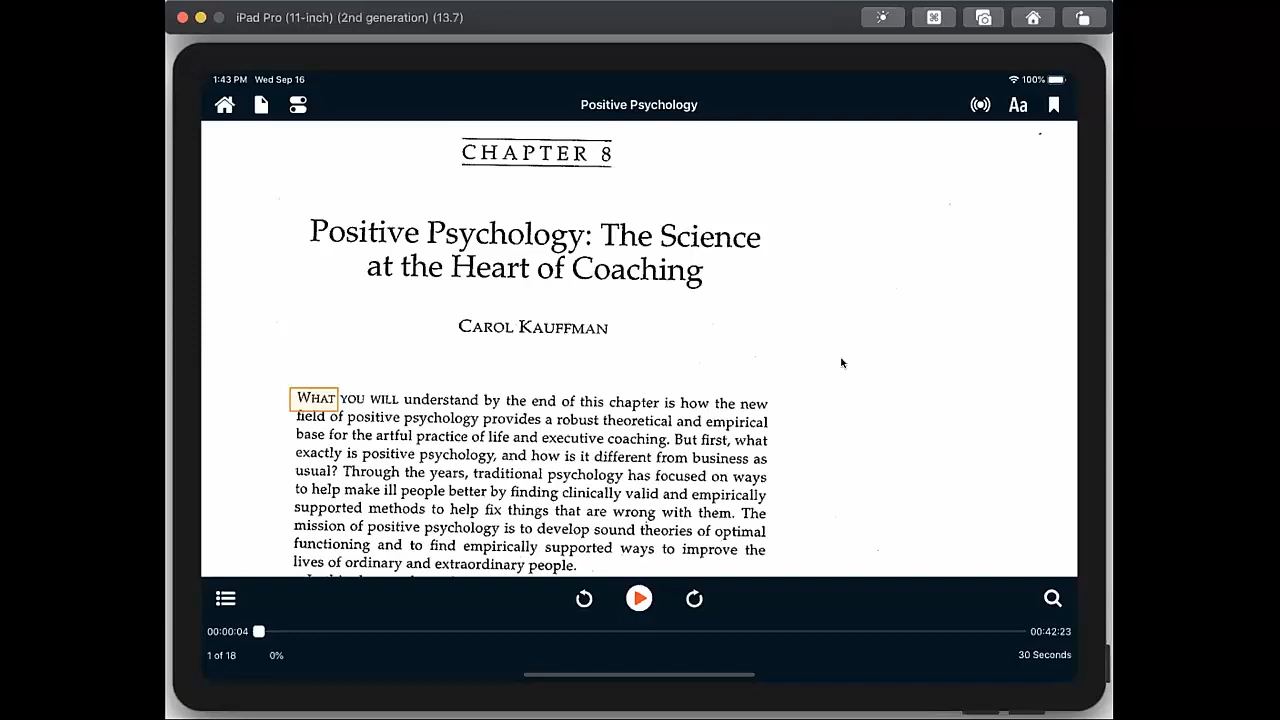 iPad Pro (11-inch) (2nd generation) (13.7)
1:43 PM Wed Sep 16
100%
Positive Psychology
Aa
CHAPTER 8
Positive Psychology: The Science
at the Heart of Coaching
CAROL KAUFFMAN
WHAT YOU WILL understand by the end of this chapter is how the new
field of positive psychology provides a robust theoretical and empirical
base for the artful practice of life and executive coaching. But first, what
exactly is positive psychology, and how is it different from business as
usual? Through the years, traditional psychology has focused on ways
to help make ill people better by finding clinically valid and empirically
supported methods to help fix things that are wrong with them. The
mission of positive psychology is to develop sound theories of optimal
functioning and to find empirically supported ways to improve the
lives of ordinary and extraordinary people.
00:00:04
00:42:23
1 of 18
0%
30 Seconds